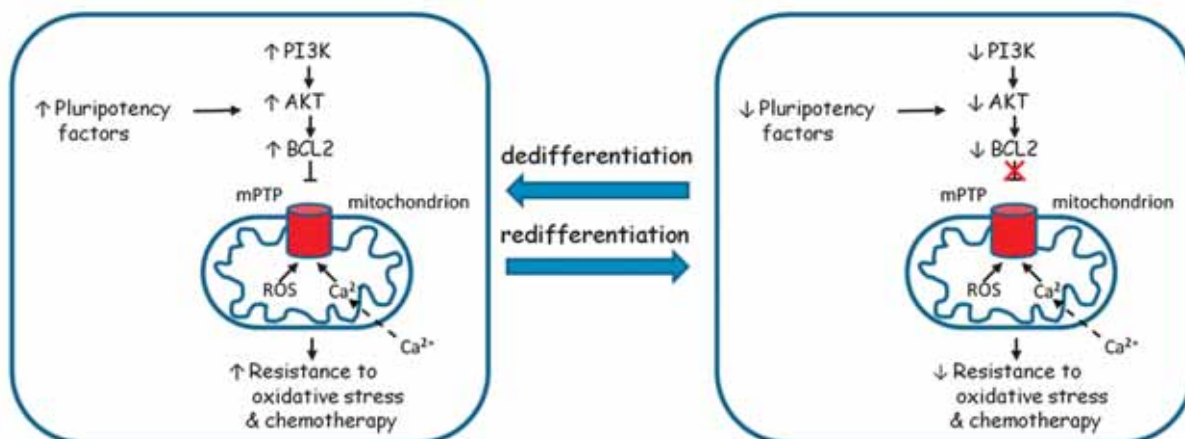 ↑ PI3K
↑ Pluripotency
factors
↑ AKT
↑ BCL2
mPTP
mitochondrion
ROS
Ca²
Ca²⁺
↑ Resistance to
oxidative stress
& chemotherapy
dedifferentiation
redifferentiation
↓ PI3K
↓ Pluripotency
factors
↓ AKT
↓ BCL2
mPTP
mitochondrion
ROS
Ca²
Ca²⁺
↓ Resistance to
oxidative stress
& chemotherapy